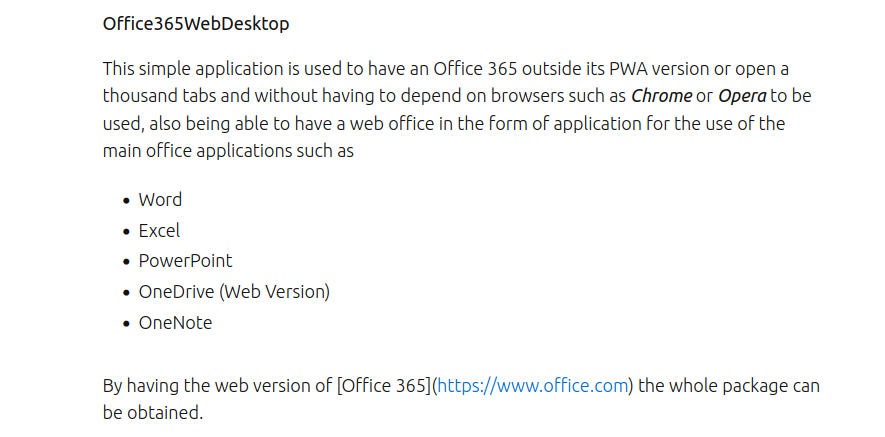 Office365WebDesktop
This simple application is used to have an Office 365 outside its PWA version or open a
thousand tabs and without having to depend on browsers such as Chrome or Opera to be
used, also being able to have a web office in the form of application for the use of the
main office applications such as
• Word
• Excel
• PowerPoint
• OneDrive (Web Version)
• OneNote
By having the web version of [Office 365](https://www.office.com) the whole package can
be obtained.